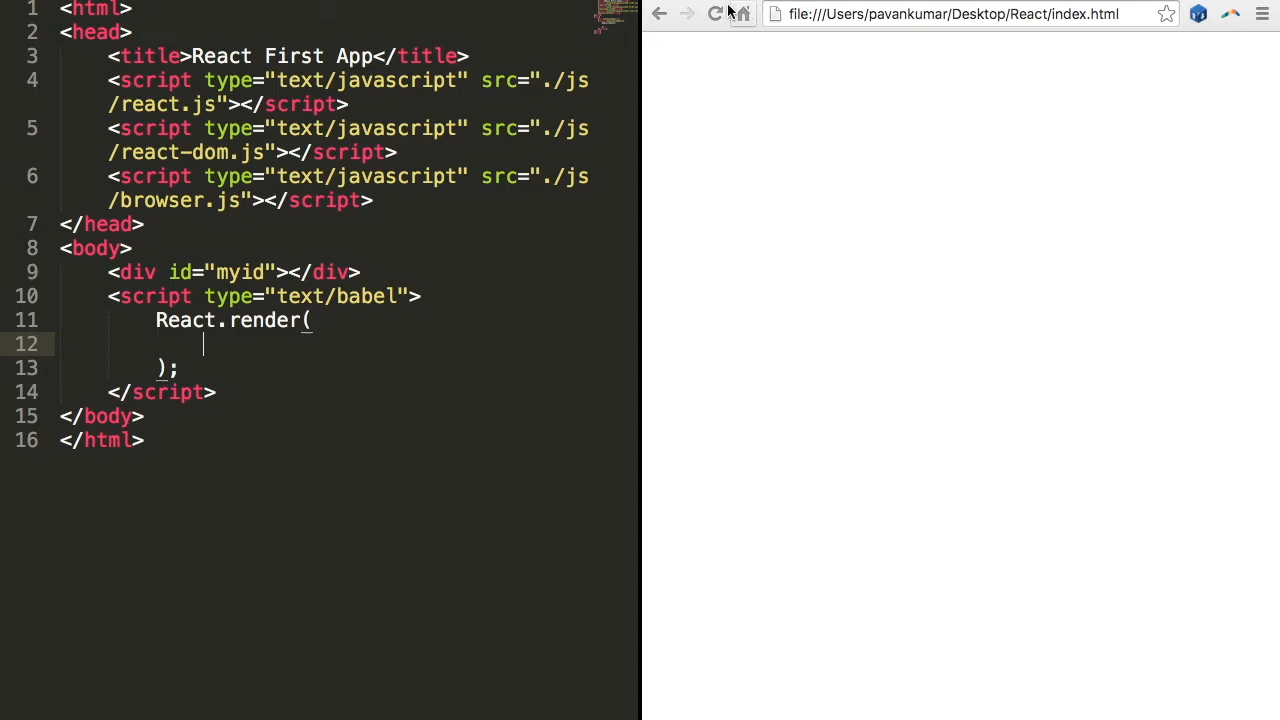 1 <html>
2 <head>
3 <title>React First App</title>
4 <script type="text/javascript" src="./js
/react.js"></script>
5 <script type="text/javascript" src="./js
/react-dom.js"></script>
6 <script type="text/javascript" src="./js
/browser.js"></script>
7 </head>
8 <body>
9 <div id="myid"></div>
10 <script type="text/babel">
11 React.render(
12
13 );
14 </script>
15 </body>
16 </html>
file:///Users/pavankumar/Desktop/React/index.html